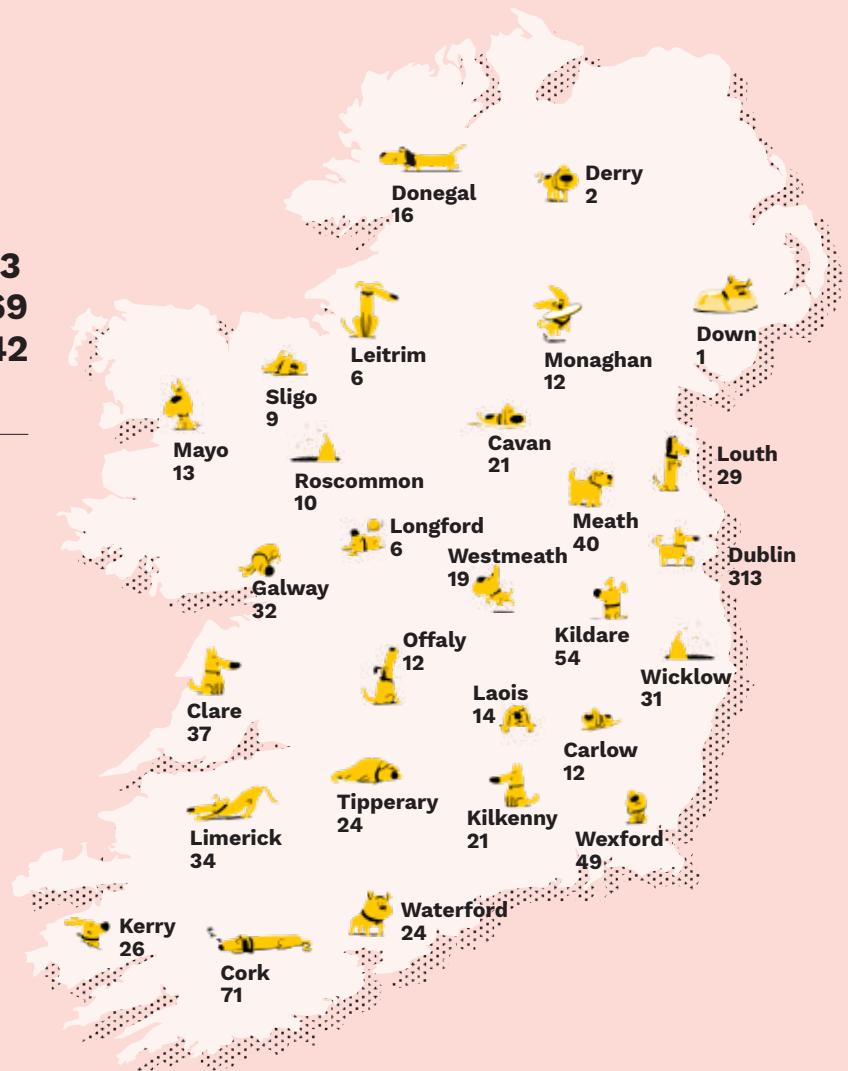 3
69
42
Donegal
16
Derry
2
Leitrim
6
Monaghan
12
Down
1
Sligo
9
Mayo
13
Roscommon
10
Cavan
21
Louth
29
Meath
40
Longford
6
Westmeath
19
Dublin
313
Galway
32
Kildare
54
Offaly
12
Wicklow
31
Clare
37
Laois
14
Carlow
12
Tipperary
24
Kilkenny
21
Limerick
34
Wexford
49
Waterford
24
Kerry
26
Cork
71